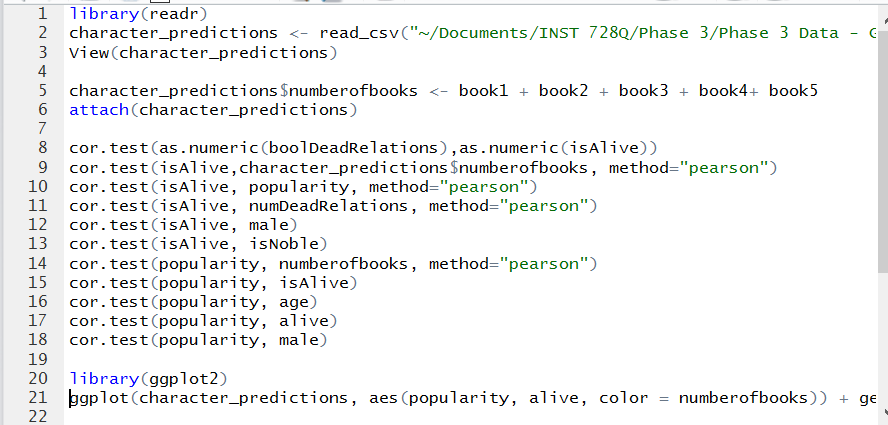 1 library(readr)
2 character_predictions <- read_csv("~/Documents/INST 728Q/Phase 3/Phase 3 Data - G
3 View(character_predictions)
4
5 character_predictions$numberofbooks <- book1 + book2 + book3 + book4+ book5
6 attach(character_predictions)
7
8 cor.test(as.numeric(boolDeadRelations),as.numeric(isAlive))
9 cor.test(isAlive,character_predictions$numberofbooks, method="pearson")
10 cor.test(isAlive, popularity, method="pearson")
11 cor.test(isAlive, numDeadRelations, method="pearson")
12 cor.test(isAlive, male)
13 cor.test(isAlive, isNoble)
14 cor.test(popularity, numberofbooks, method="pearson")
15 cor.test(popularity, isAlive)
16 cor.test(popularity, age)
17 cor.test(popularity, alive)
18 cor.test(popularity, male)
19
20 library(ggplot2)
21 ggplot(character_predictions, aes(popularity, alive, color = numberofbooks)) + ge
22